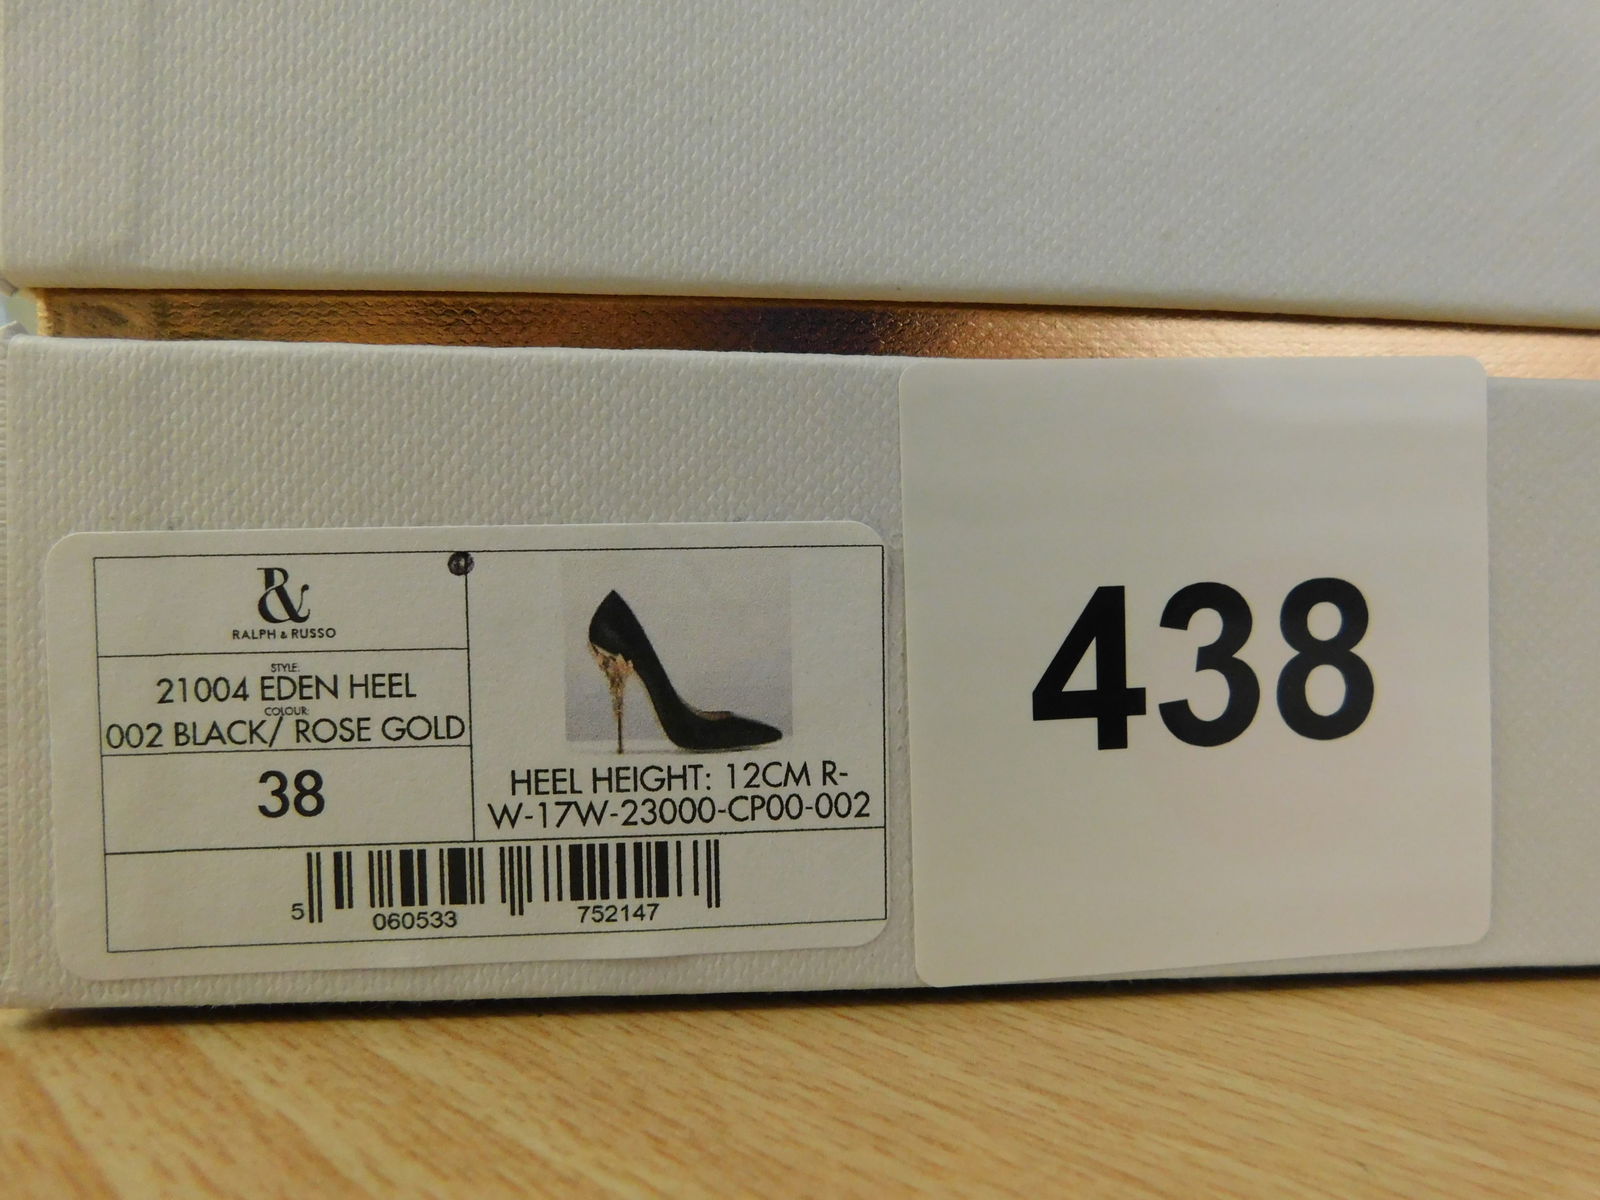 &
RALPH & RUSSO
STYLE:
21004 EDEN HEEL
COLOUR:
002 BLACK/ ROSE GOLD
38
HEEL HEIGHT: 12CM R-
W-17W-23000-CP00-002
5 060533 752147
438